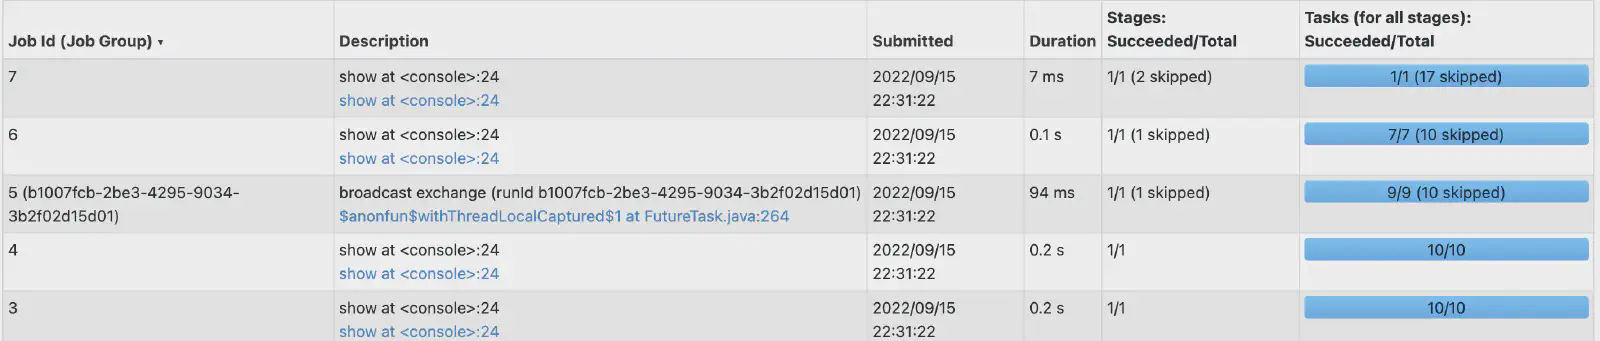 Job Id (Job Group) ▾ Description Submitted Duration Stages: Succeeded/Total Tasks (for all stages): Succeeded/Total
7 show at <console>:24 2022/09/15 7 ms 1/1 (2 skipped) 1/1 (17 skipped)
show at <console>:24 22:31:22
6 show at <console>:24 2022/09/15 0.1 s 1/1 (1 skipped) 7/7 (10 skipped)
show at <console>:24 22:31:22
5 (b1007fcb-2be3-4295-9034- broadcast exchange (runId b1007fcb-2be3-4295-9034-3b2f02d15d01) 2022/09/15 94 ms 1/1 (1 skipped) 9/9 (10 skipped)
3b2f02d15d01) $anonfun$withThreadLocalCaptured$1 at FutureTask.java:264 22:31:22
4 show at <console>:24 2022/09/15 0.2 s 1/1 10/10
show at <console>:24 22:31:22
3 show at <console>:24 2022/09/15 0.2 s 1/1 10/10
show at <console>:24 22:31:22